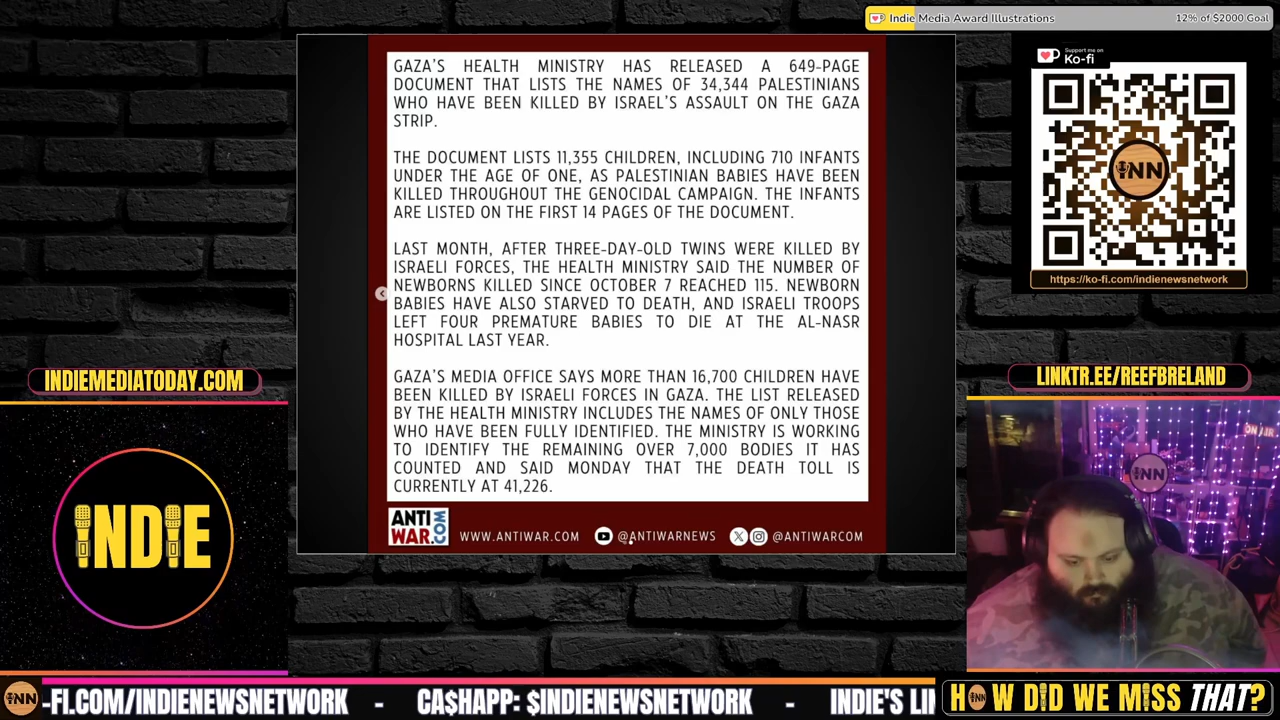 Indie Media Award Illustrations
12% of $2000 Goal
GAZA'S HEALTH MINISTRY HAS RELEASED A 649-PAGE
DOCUMENT THAT LISTS THE NAMES OF 34,344 PALESTINIANS
WHO HAVE BEEN KILLED BY ISRAEL'S ASSAULT ON THE GAZA
STRIP.
THE DOCUMENT LISTS 11,355 CHILDREN, INCLUDING 710 INFANTS
UNDER THE AGE OF ONE, AS PALESTINIAN BABIES HAVE BEEN
KILLED THROUGHOUT THE GENOCIDAL CAMPAIGN. THE INFANTS
ARE LISTED ON THE FIRST 14 PAGES OF THE DOCUMENT.
LAST MONTH, AFTER THREE-DAY-OLD TWINS WERE KILLED BY
ISRAELI FORCES, THE HEALTH MINISTRY SAID THE NUMBER OF
NEWBORNS KILLED SINCE OCTOBER 7 REACHED 115. NEWBORN
BABIES HAVE ALSO STARVED TO DEATH, AND ISRAELI TROOPS
LEFT FOUR PREMATURE BABIES TO DIE AT THE AL-NASR
HOSPITAL LAST YEAR.
GAZA'S MEDIA OFFICE SAYS MORE THAN 16,700 CHILDREN HAVE
BEEN KILLED BY ISRAELI FORCES IN GAZA. THE LIST RELEASED
BY THE HEALTH MINISTRY INCLUDES THE NAMES OF ONLY THOSE
WHO HAVE BEEN FULLY IDENTIFIED. THE MINISTRY IS WORKING
TO IDENTIFY THE REMAINING OVER 7,000 BODIES IT HAS
COUNTED AND SAID MONDAY THAT THE DEATH TOLL IS
CURRENTLY AT 41,226.
ANTI
WAR.COM
WWW.ANTIWAR.COM
@ANTIWARNEWS
@ANTIWARCOM
Support me on
Ko-fi
INN
https://ko-fi.com/indienewsnetwork
INDIEMEDIATODAY.COM
LINKTR.EE/REEFBRELAND
INDIE
ON AIR
INN
INN
-FI.COM/INDIENEWSNETWORK - CA$HAPP: $INDIENEWSNETWORK - INDIE'S LI
HOW DID WE MISS THAT?